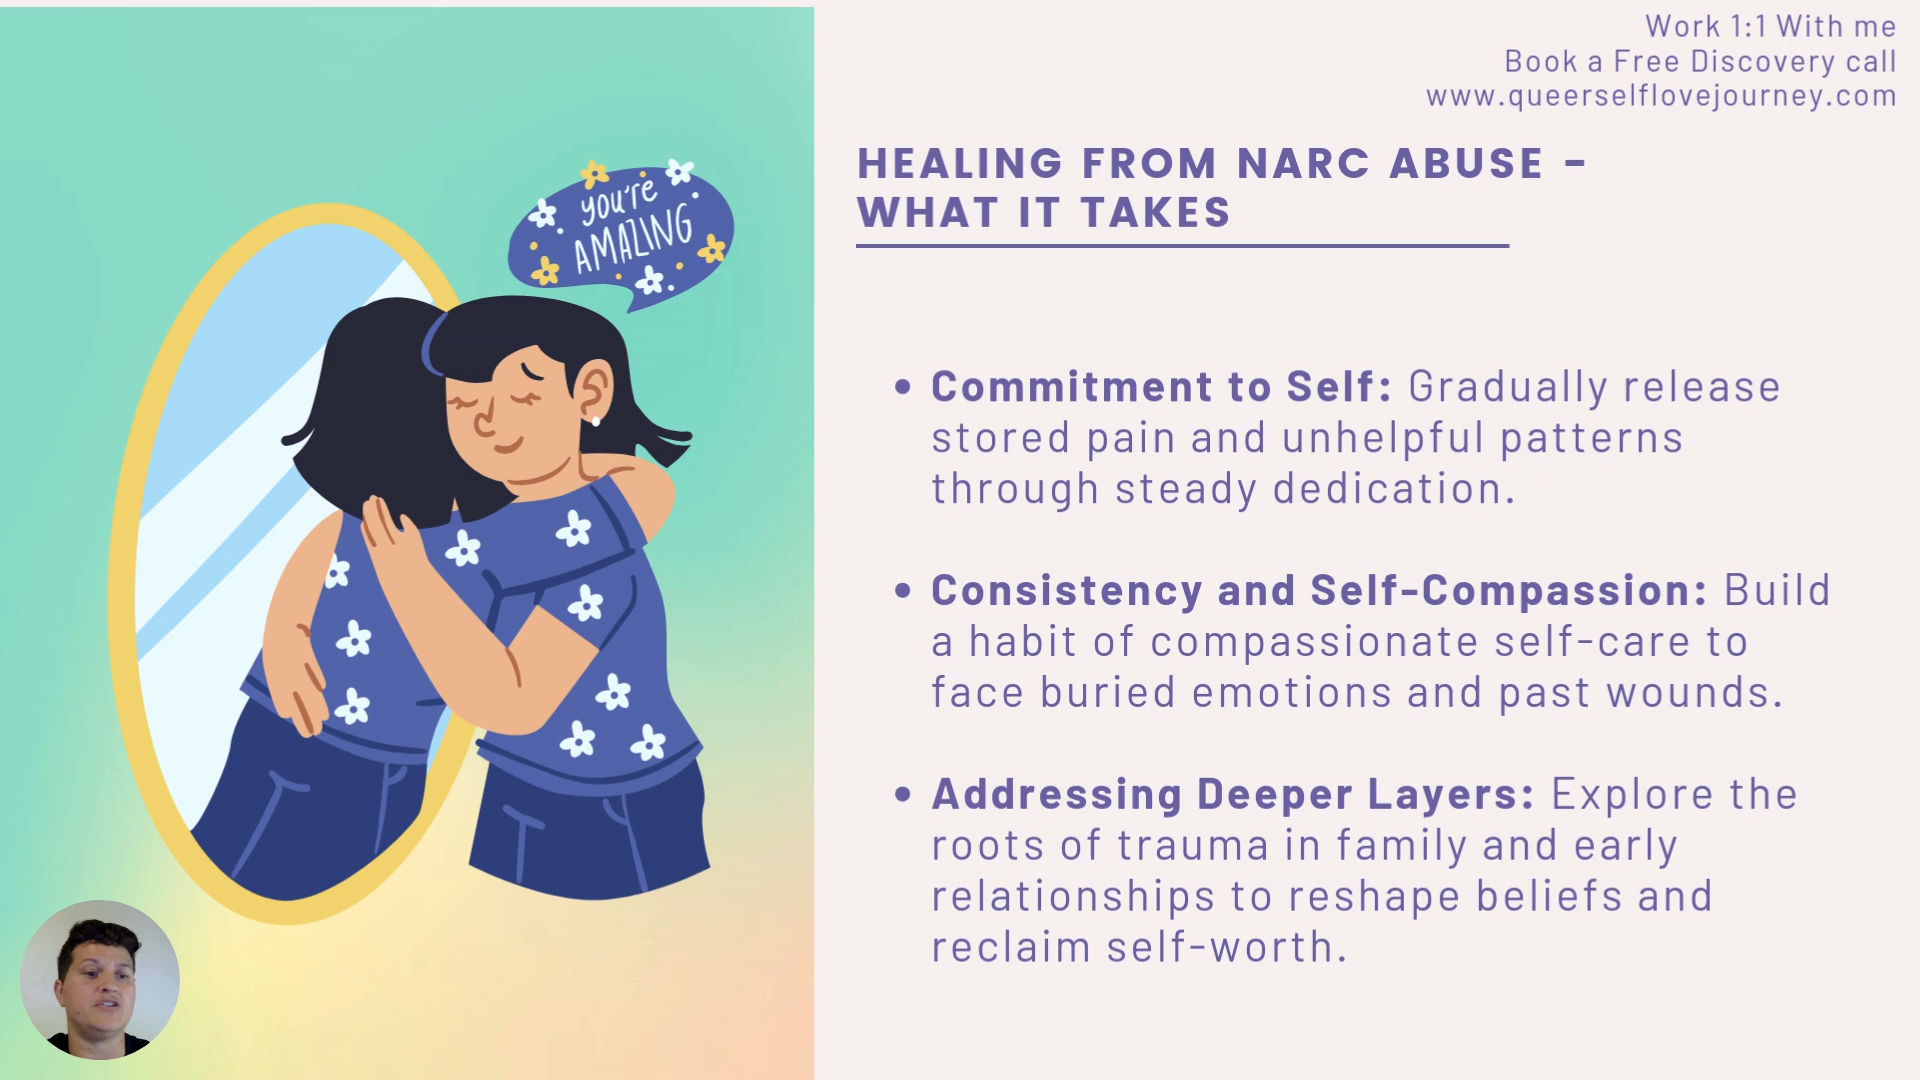 Work 1:1 With me
Book a Free Discovery call
www.queerselflovejourney.com
HEALING FROM NARC ABUSE -
WHAT IT TAKES
you're
AMAZING
• Commitment to Self: Gradually release
stored pain and unhelpful patterns
through steady dedication.
• Consistency and Self-Compassion: Build
a habit of compassionate self-care to
face buried emotions and past wounds.
• Addressing Deeper Layers: Explore the
roots of trauma in family and early
relationships to reshape beliefs and
reclaim self-worth.